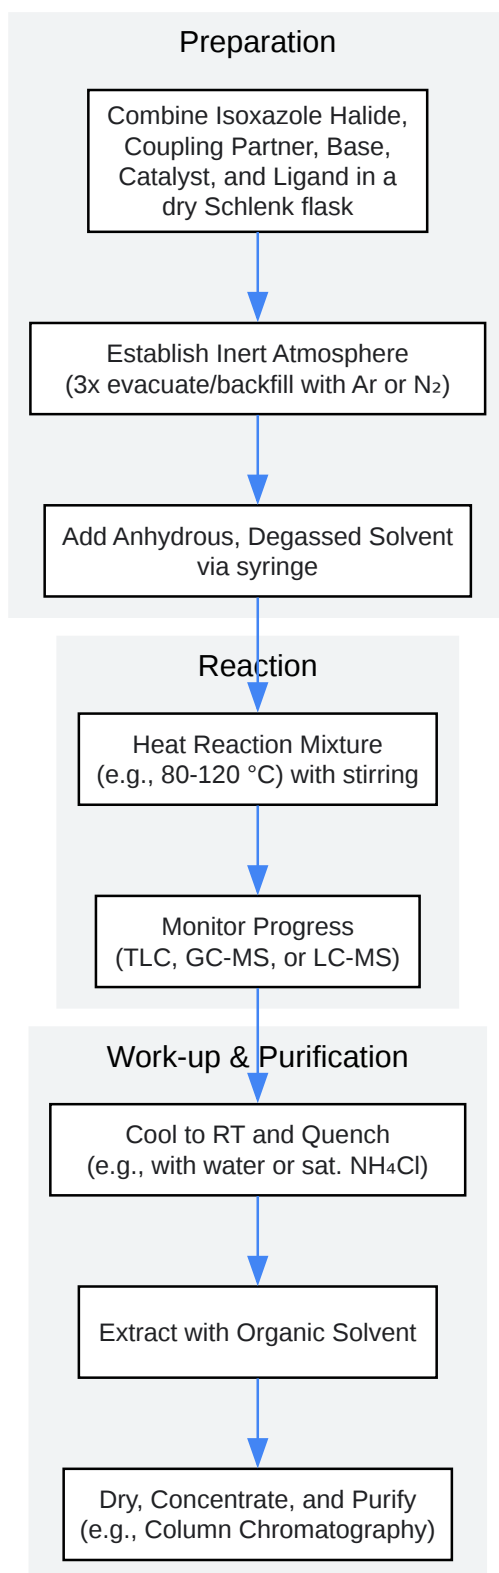 Preparation
Combine Isoxazole Halide,
Coupling Partner, Base,
Catalyst, and Ligand in a
dry Schlenk flask
Establish Inert Atmosphere
(3x evacuate/backfill with Ar or N₂)
Add Anhydrous, Degassed Solvent
via syringe
Reaction
Heat Reaction Mixture
(e.g., 80-120 °C) with stirring
Monitor Progress
(TLC, GC-MS, or LC-MS)
Work-up & Purification
Cool to RT and Quench
(e.g., with water or sat. NH₄Cl)
Extract with Organic Solvent
Dry, Concentrate, and Purify
(e.g., Column Chromatography)